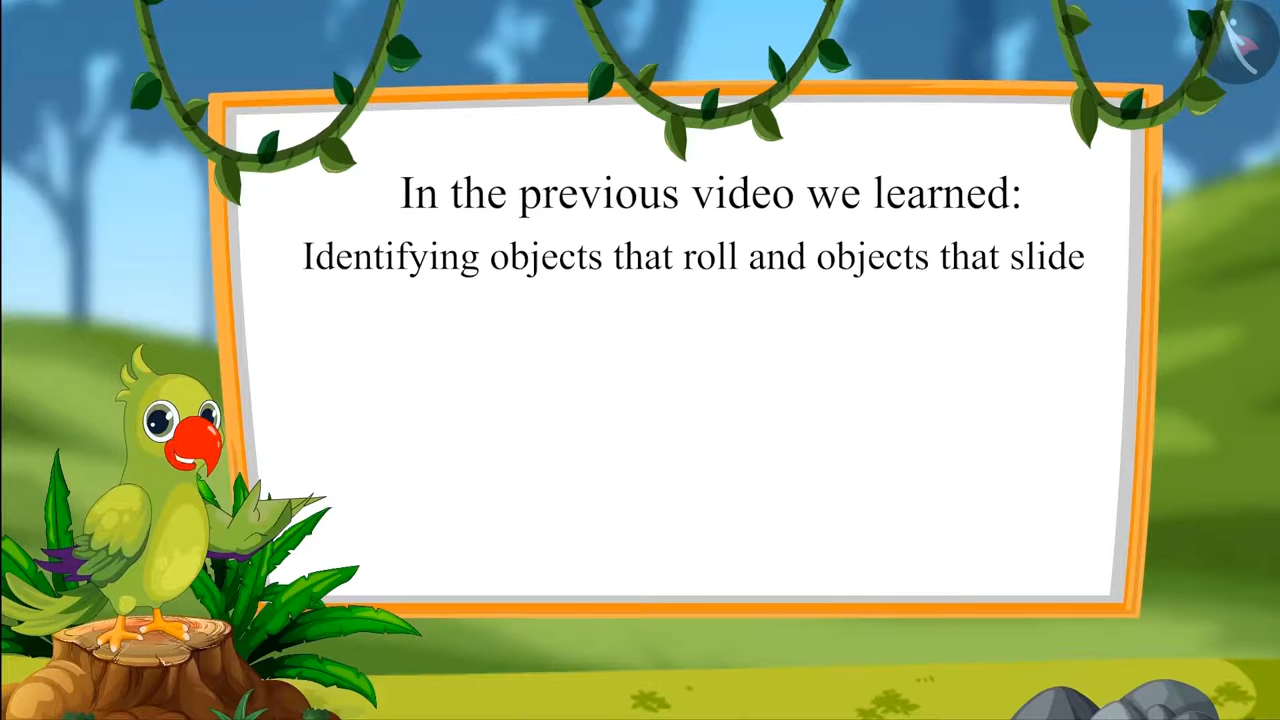 In the previous video we learned:
Identifying objects that roll and objects that slide